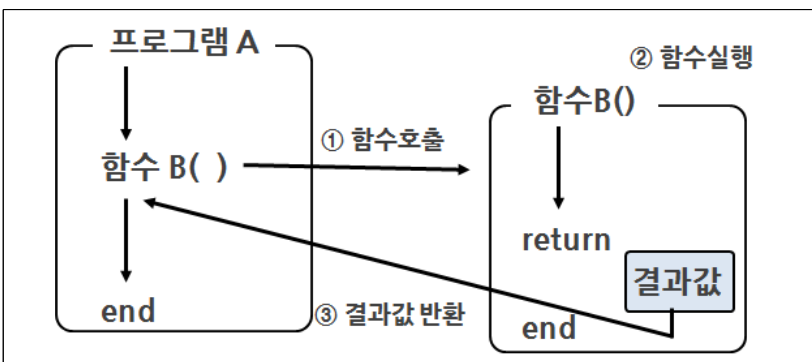 프로그램 A
② 함수실행
함수B()
① 함수호출
함수 B( )
return
결과값
end
③ 결과값 반환
end